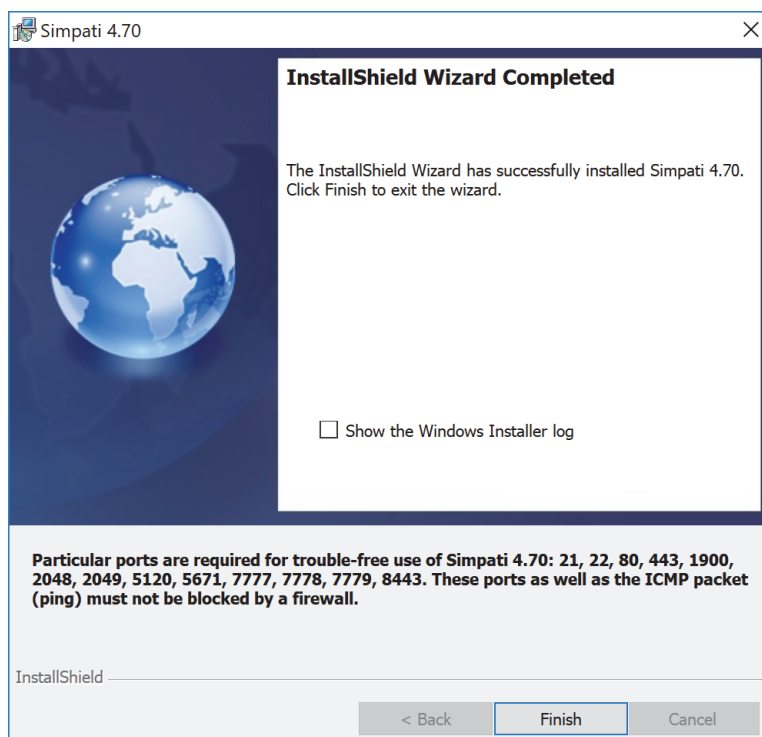 Simpati 4.70
InstallShield Wizard Completed
The InstallShield Wizard has successfully installed Simpati 4.70.
Click Finish to exit the wizard.
Show the Windows Installer log
Particular ports are required for trouble-free use of Simpati 4.70: 21, 22, 80, 443, 1900,
2048, 2049, 5120, 5671, 7777, 7778, 7779, 8443. These ports as well as the ICMP packet
(ping) must not be blocked by a firewall.
InstallShield
< Back
Finish
Cancel